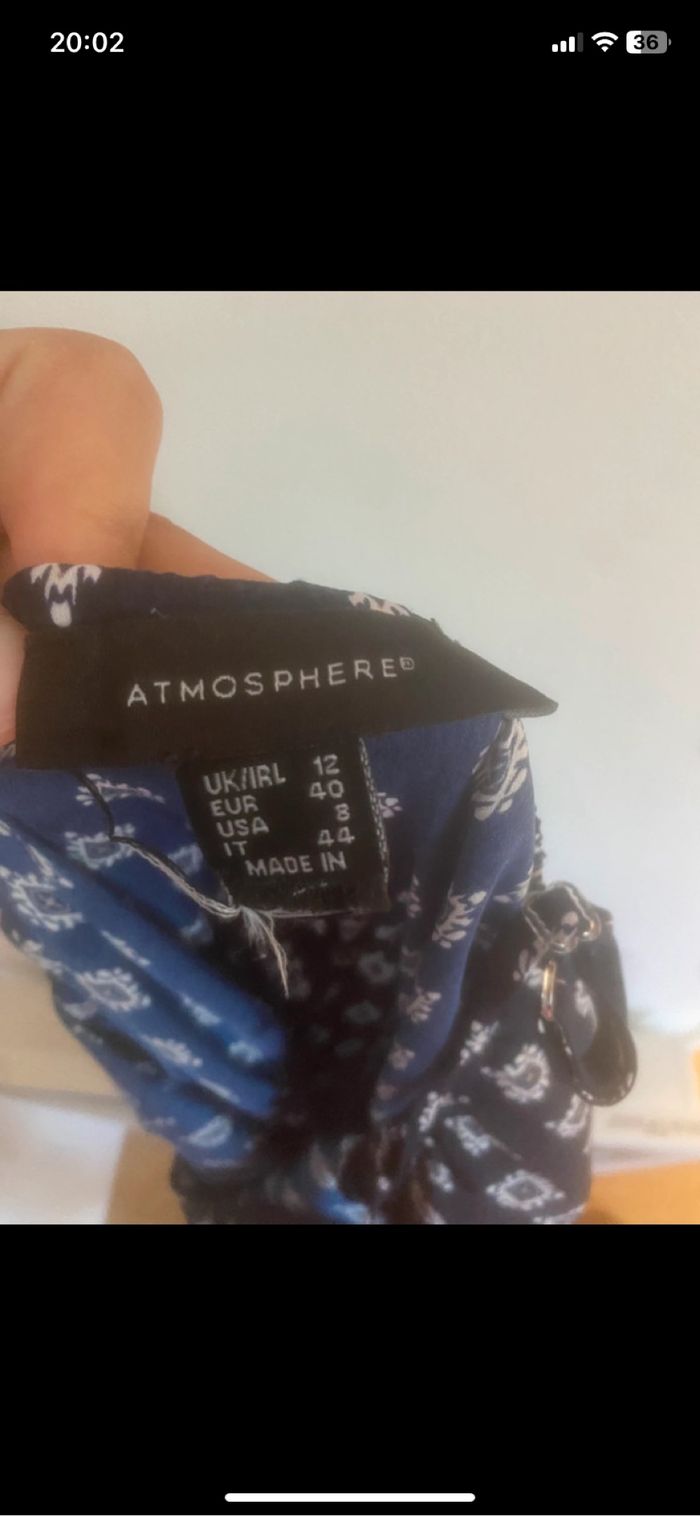 20:02
36
ATMOSPHERE®
UK/IRL 12
EUR 40
USA 8
IT 44
MADE IN